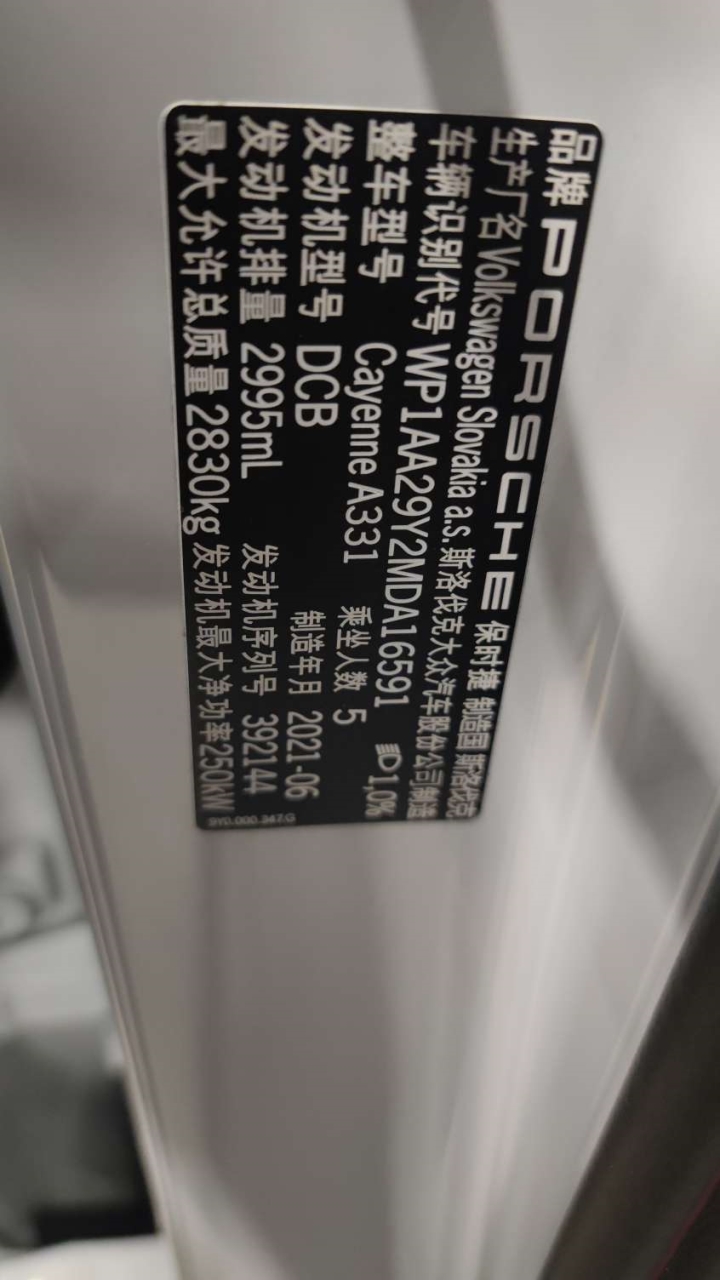 品牌 PORSCHE 保时捷 制造国 斯洛伐克
生产厂名 Volkswagen Slovakia a.s. 斯洛伐克大众汽车股份公司制造
车辆识别代号 WP1AA29Y2MDA16591 1,0%
整车型号 Cayenne A331 乘坐人数 5
发动机型号 DCB 制造年月 2021-06
发动机排量 2995mL 发动机序列号 392144
最大允许总质量 2830kg 发动机最大净功率250kW
9Y0.000.347.G